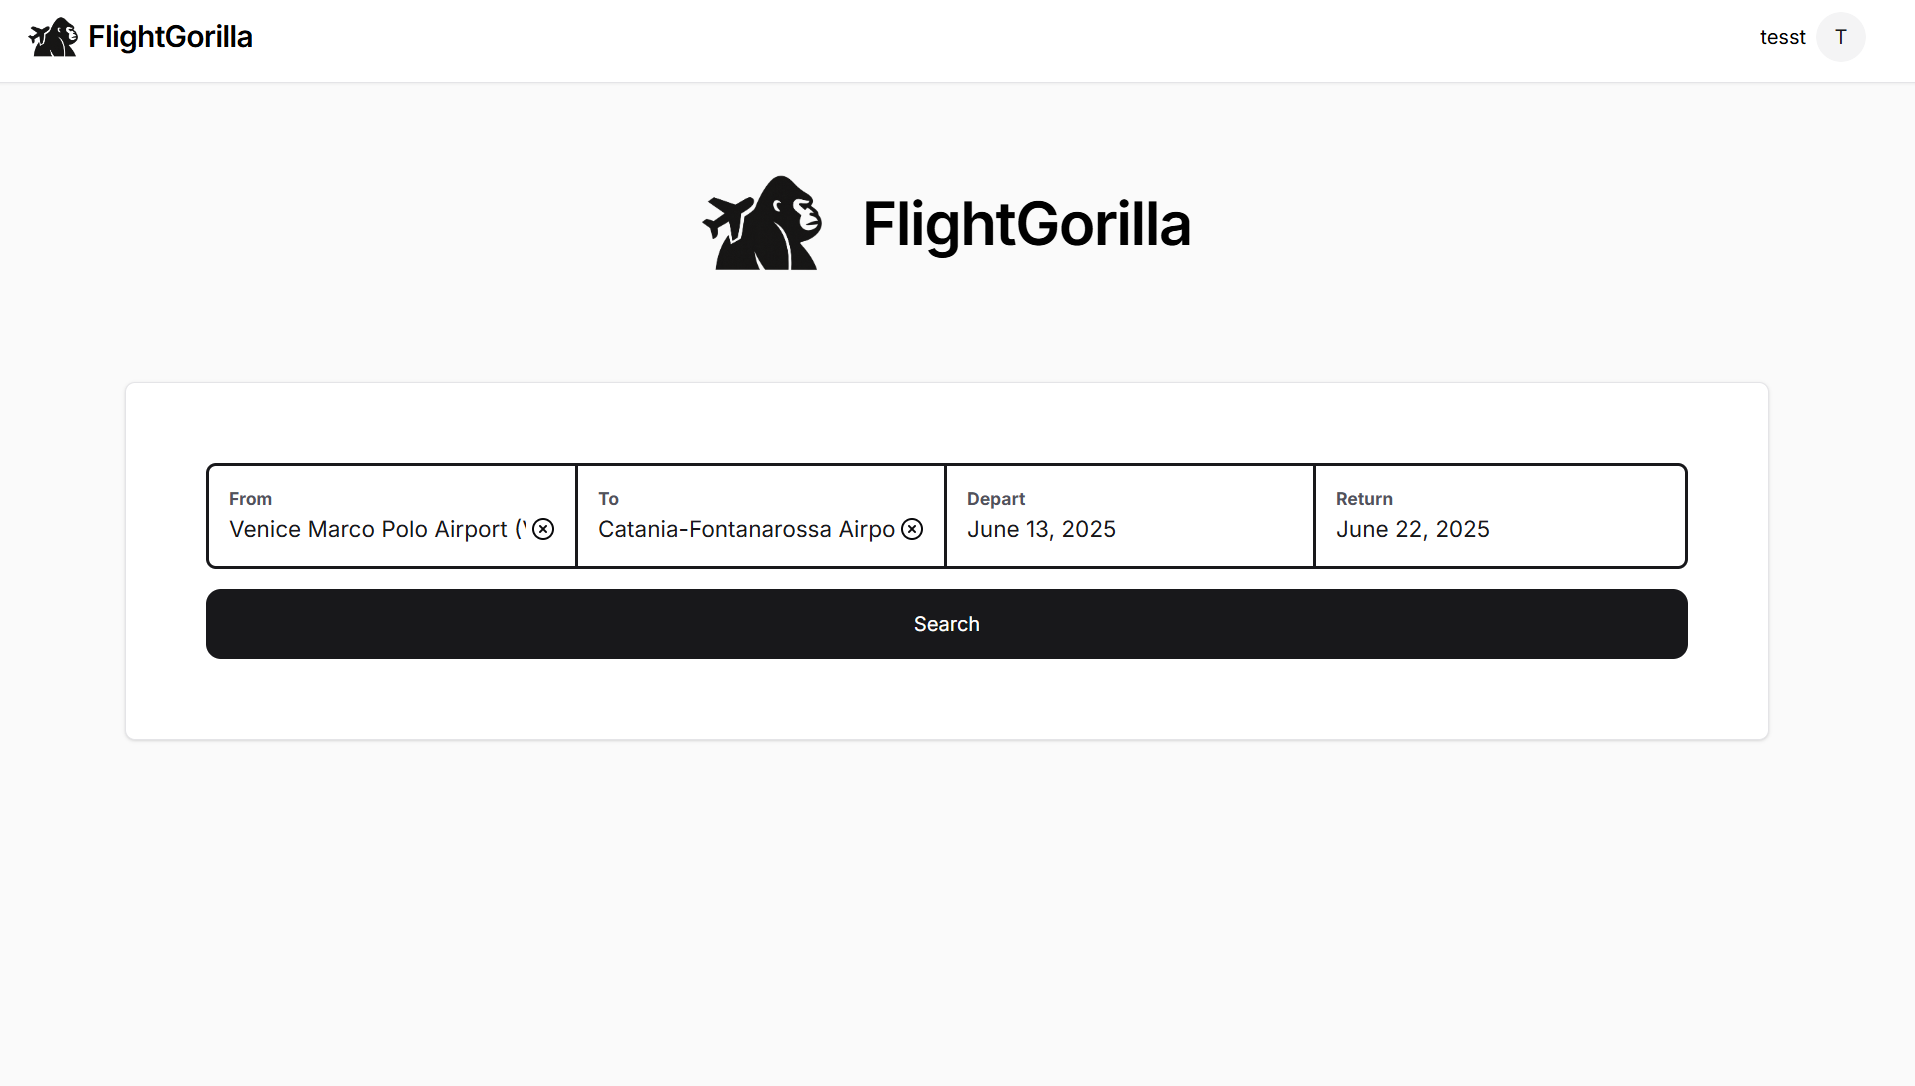 FlightGorilla
tesst T
FlightGorilla
From
Venice Marco Polo Airport (
To
Catania-Fontanarossa Airpo
Depart
June 13, 2025
Return
June 22, 2025
Search